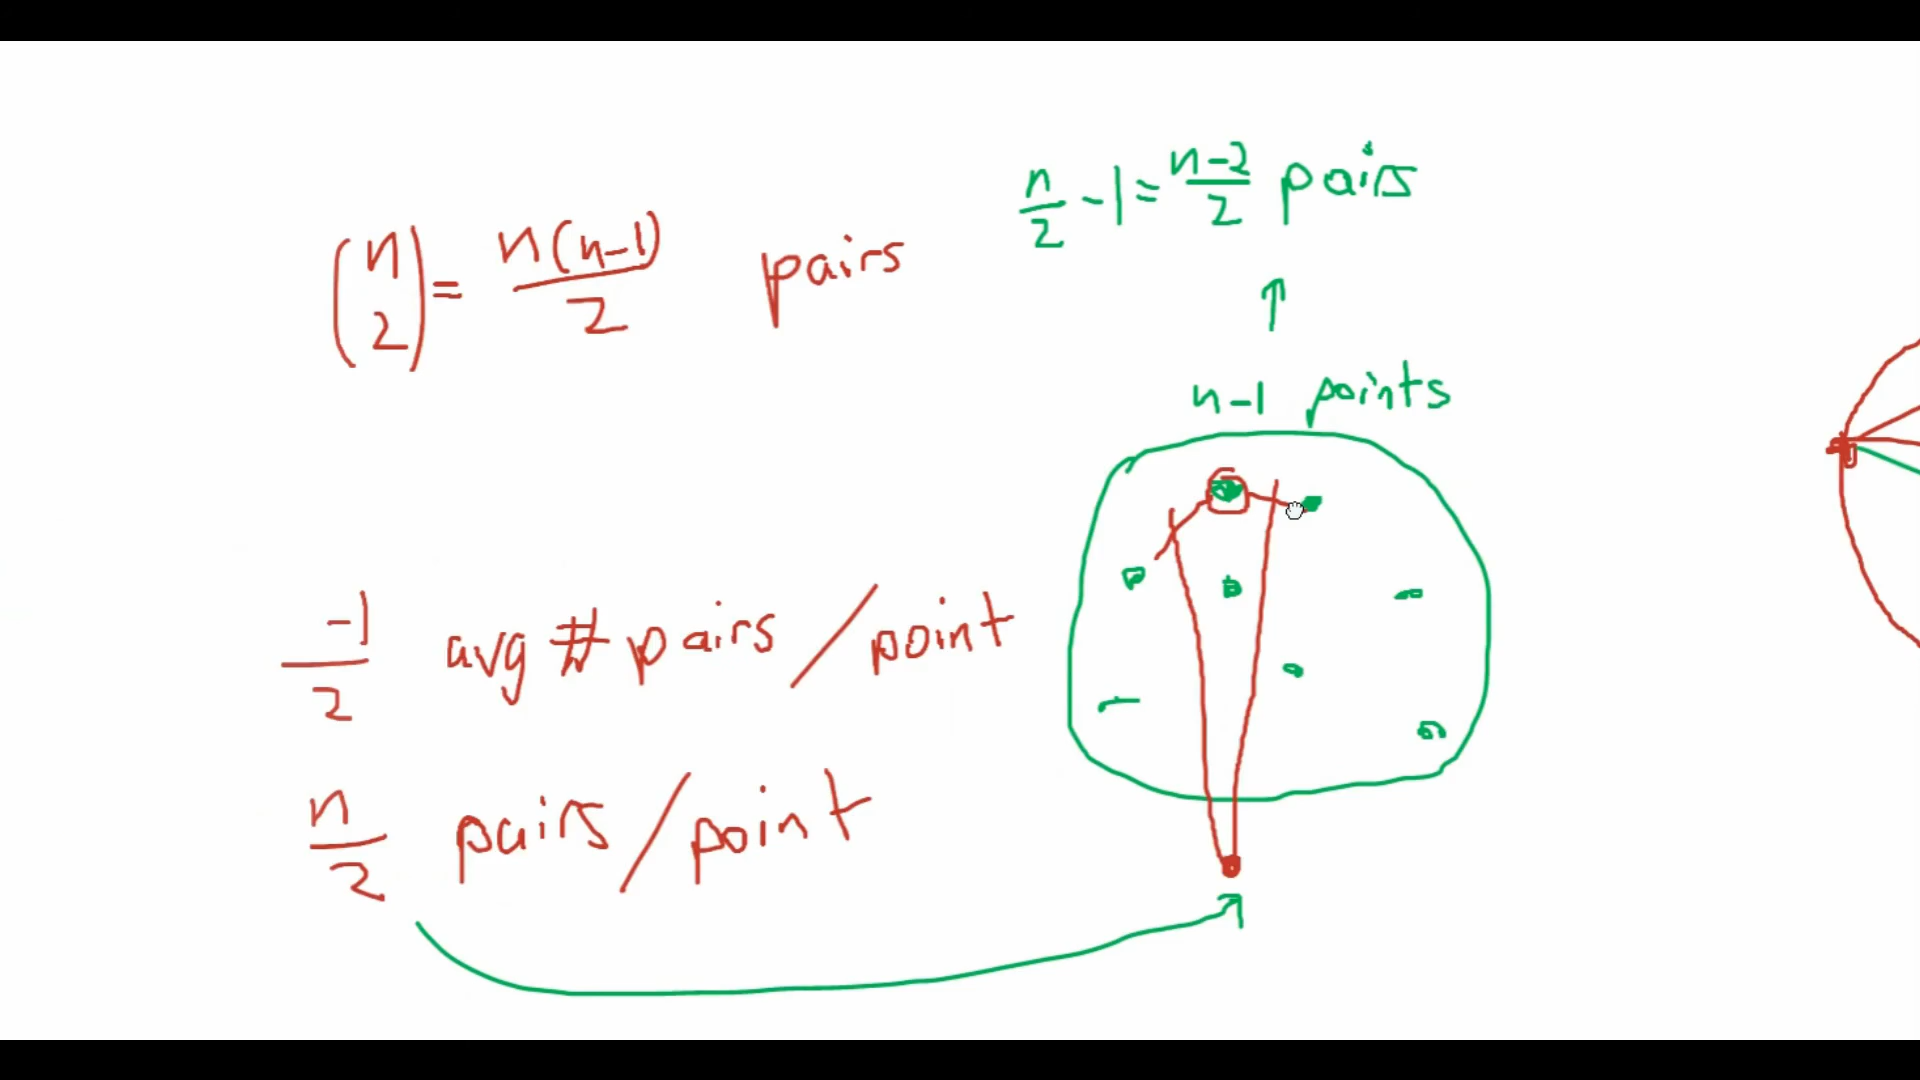 (n 2) = n(n-1)/2 pairs
n/2 - 1 = n-2/2 pairs
n-1 points
-1/2 avg # pairs / point
n/2 pairs / point